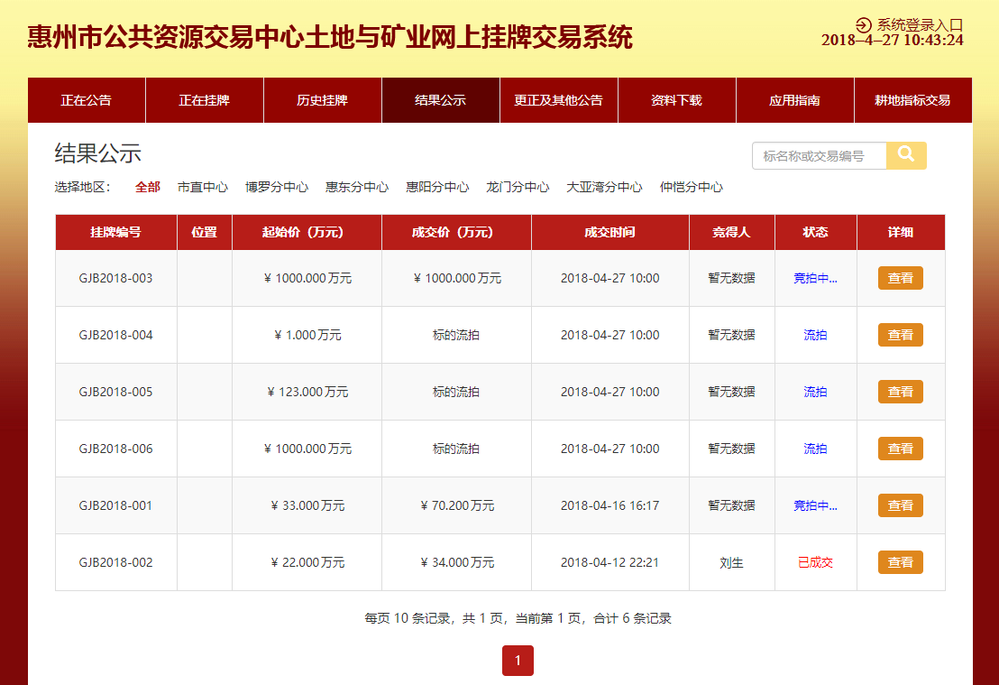 惠州市公共资源交易中心土地与矿业网上挂牌交易系统
系统登录入口
2018-4-27 10:43:24
正在公告 正在挂牌 历史挂牌 结果公示 更正及其他公告 资料下载 应用指南 耕地指标交易
结果公示
标名称或交易编号
选择地区： 全部 市直中心 博罗分中心 惠东分中心 惠阳分中心 龙门分中心 大亚湾分中心 仲恺分中心
挂牌编号 位置 起始价（万元） 成交价（万元） 成交时间 竞得人 状态 详细
GJB2018-003 ￥1000.000万元 ￥1000.000万元 2018-04-27 10:00 暂无数据 竞拍中... 查看
GJB2018-004 ￥1.000万元 标的流拍 2018-04-27 10:00 暂无数据 流拍 查看
GJB2018-005 ￥123.000万元 标的流拍 2018-04-27 10:00 暂无数据 流拍 查看
GJB2018-006 ￥1000.000万元 标的流拍 2018-04-27 10:00 暂无数据 流拍 查看
GJB2018-001 ￥33.000万元 ￥70.200万元 2018-04-16 16:17 暂无数据 竞拍中... 查看
GJB2018-002 ￥22.000万元 ￥34.000万元 2018-04-12 22:21 刘生 已成交 查看
每页 10 条记录，共 1 页，当前第 1 页，合计 6 条记录
1